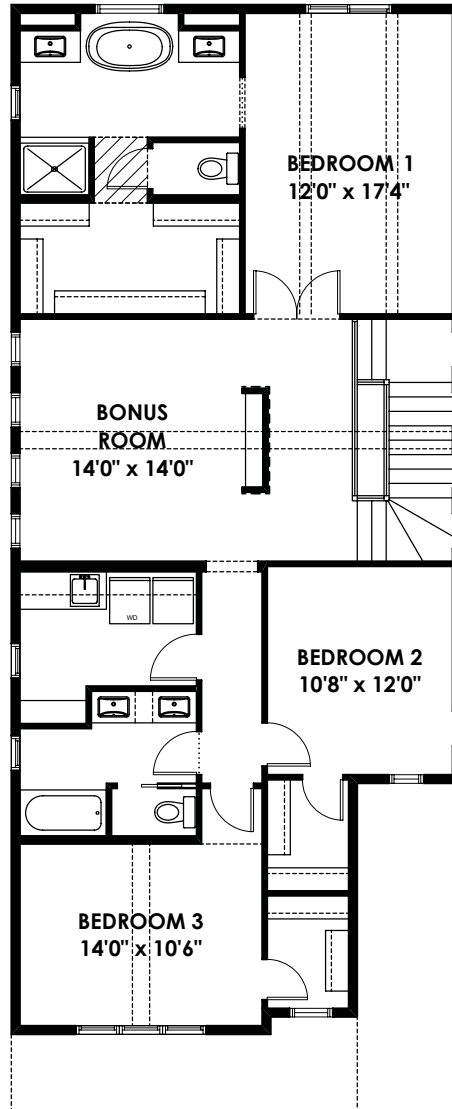 BEDROOM 1
12'0" x 17'4"
BONUS
ROOM
14'0" x 14'0"
WD
BEDROOM 2
10'8" x 12'0"
BEDROOM 3
14'0" x 10'6"